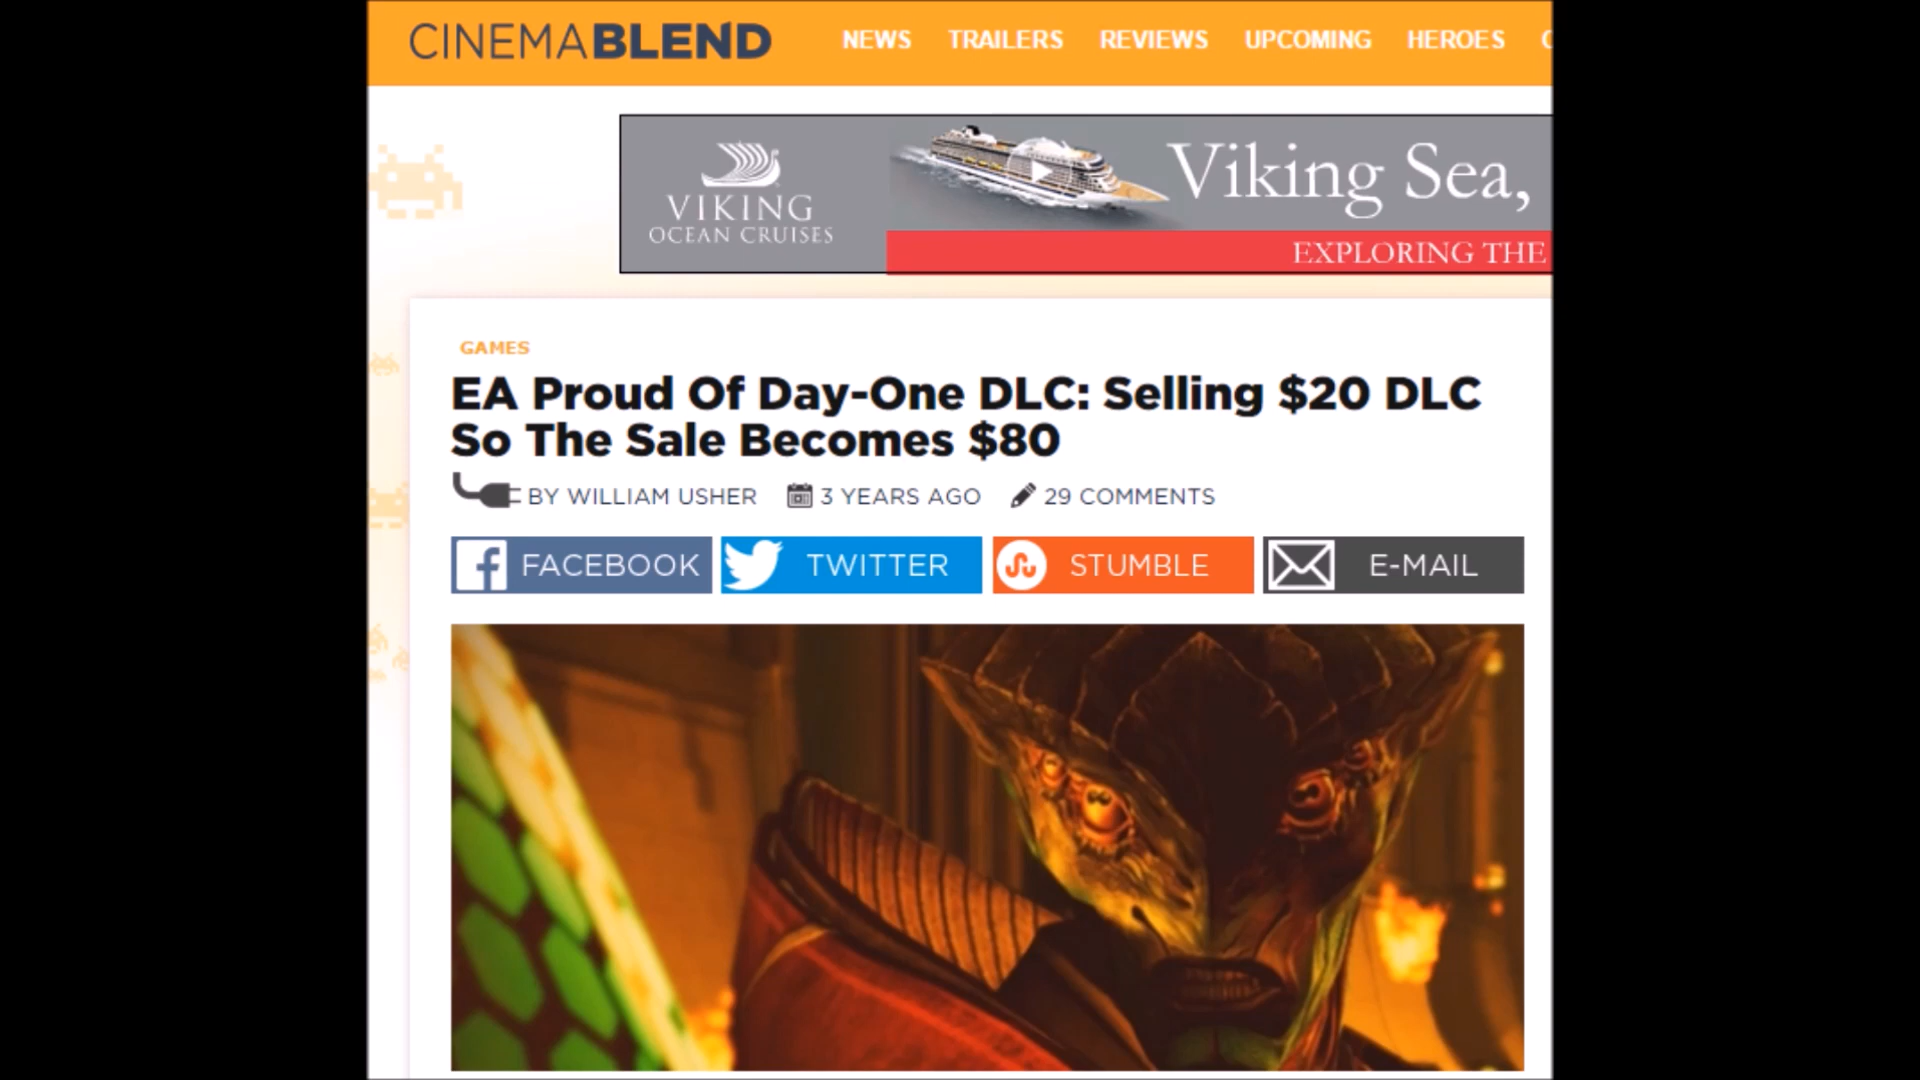 CINEMABLEND NEWS TRAILERS REVIEWS UPCOMING HEROES
VIKING
OCEAN CRUISES
Viking Sea,
EXPLORING THE
GAMES
EA Proud Of Day-One DLC: Selling $20 DLC
So The Sale Becomes $80
BY WILLIAM USHER 3 YEARS AGO 29 COMMENTS
FACEBOOK TWITTER STUMBLE E-MAIL